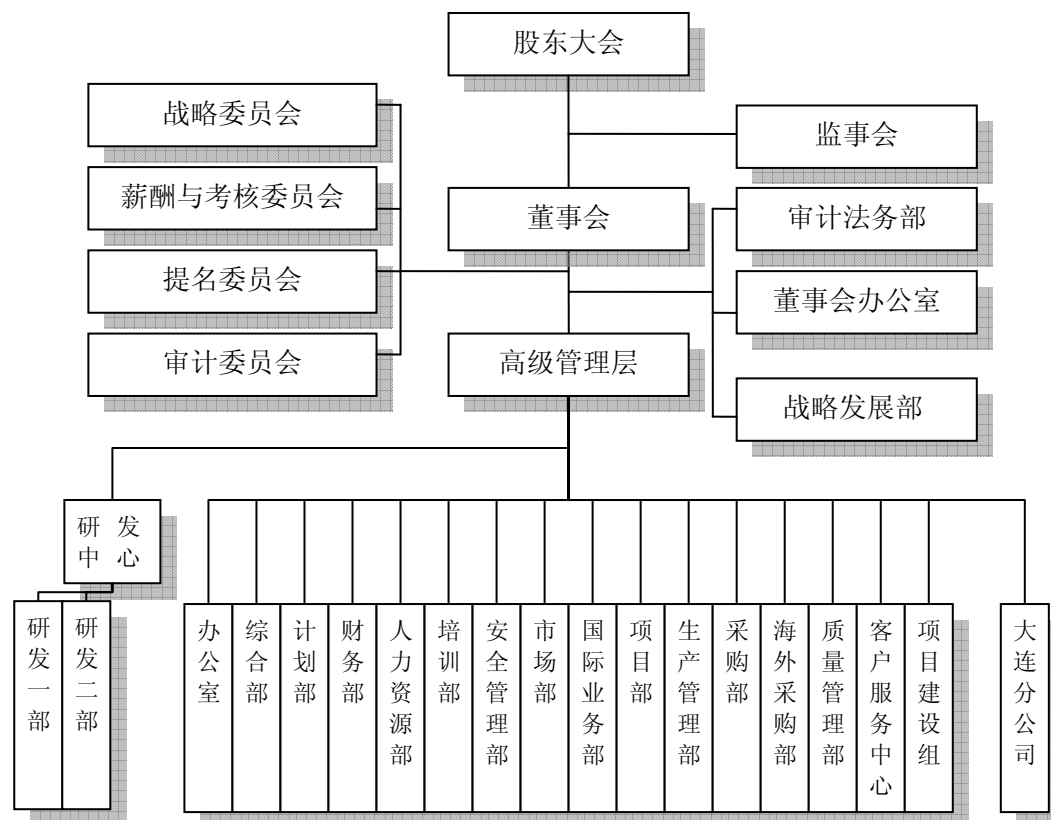 股东大会
战略委员会
监事会
薪酬与考核委员会
董事会
审计法务部
提名委员会
董事会办公室
审计委员会
高级管理层
战略发展部
研发
中心
研发一部
研发二部
办公室
综合部
计划部
财务部
人力资源部
培训部
安全管理部
市场部
国际业务部
项目部
生产管理部
采购部
海外采购部
质量管理部
客户服务中心
项目建设组
大连分公司